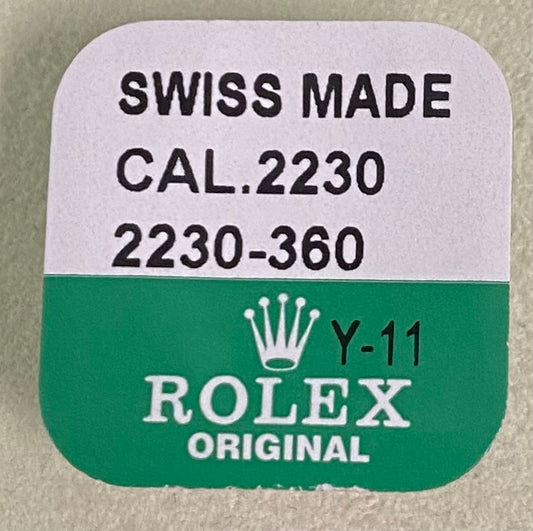 SWISS MADE
CAL.2230
2230-360
Y-11
ROLEX
ORIGINAL